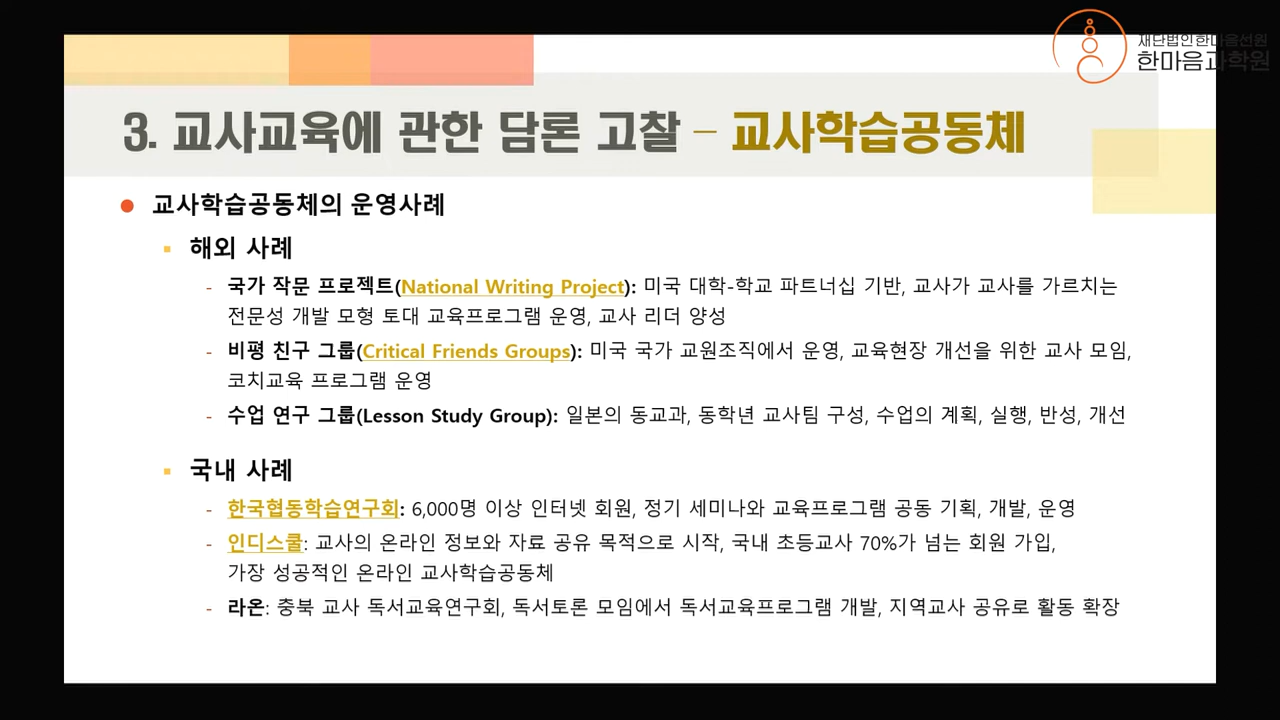 재단법인한마음선원
한마음과학원
3. 교사교육에 관한 담론 고찰 – 교사학습공동체
● 교사학습공동체의 운영사례
▪ 해외 사례
- 국가 작문 프로젝트(National Writing Project): 미국 대학-학교 파트너십 기반, 교사가 교사를 가르치는
전문성 개발 모형 토대 교육프로그램 운영, 교사 리더 양성
- 비평 친구 그룹(Critical Friends Groups): 미국 국가 교원조직에서 운영, 교육현장 개선을 위한 교사 모임,
코치교육 프로그램 운영
- 수업 연구 그룹(Lesson Study Group): 일본의 동교과, 동학년 교사팀 구성, 수업의 계획, 실행, 반성, 개선
▪ 국내 사례
- 한국협동학습연구회: 6,000명 이상 인터넷 회원, 정기 세미나와 교육프로그램 공동 기획, 개발, 운영
- 인디스쿨: 교사의 온라인 정보와 자료 공유 목적으로 시작, 국내 초등교사 70%가 넘는 회원 가입,
가장 성공적인 온라인 교사학습공동체
- 라온: 충북 교사 독서교육연구회, 독서토론 모임에서 독서교육프로그램 개발, 지역교사 공유로 활동 확장